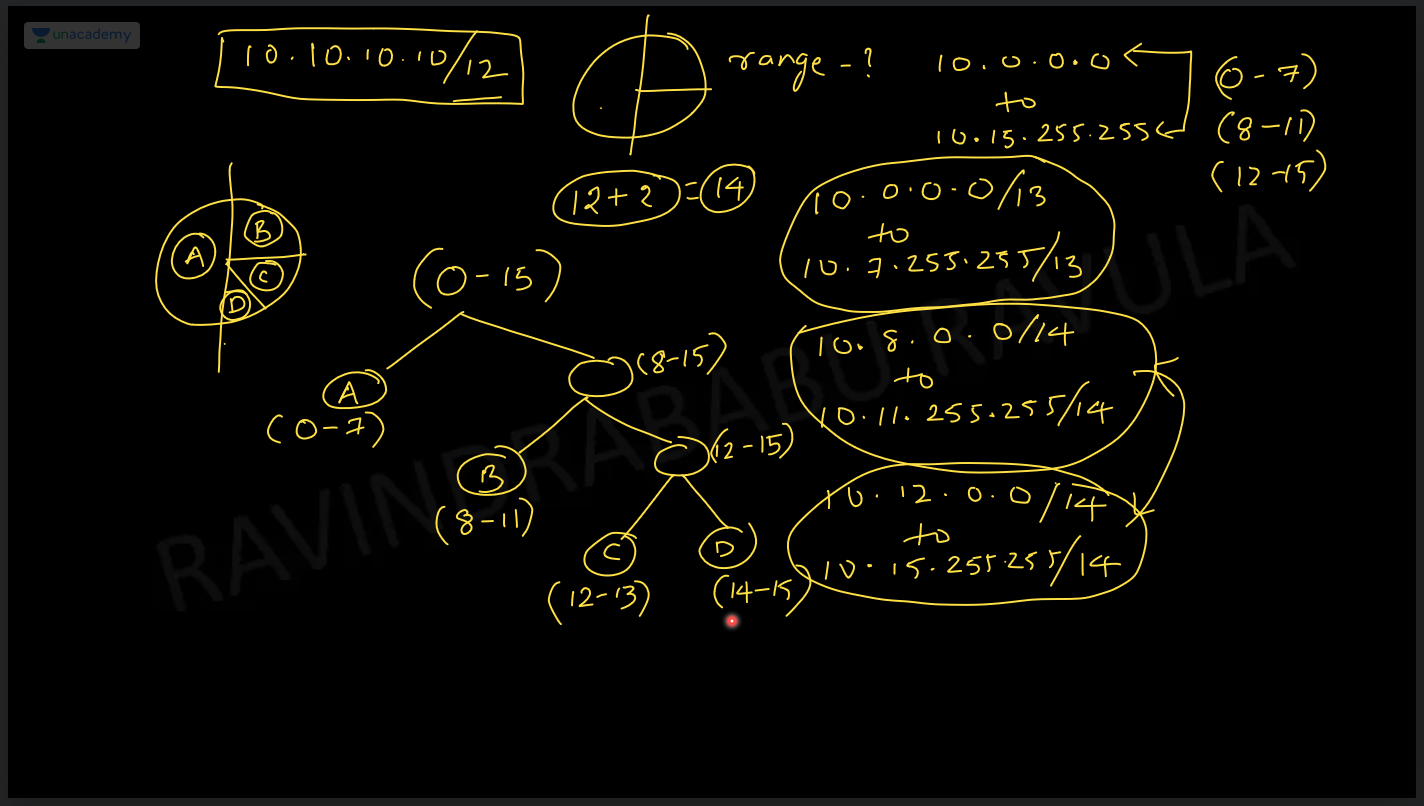 unacademy
10.10.10.10/12
range - ?
10.0.0.0
to
10.15.255.255
(0-7)
(8-11)
(12-15)
12+2 = 14
A
B
C
D
(0-15)
A
(0-7)
(8-15)
B
(8-11)
(12-15)
C
(12-13)
D
(14-15)
10.0.0.0/13
to
10.7.255.255/13
10.8.0.0/14
to
10.11.255.255/14
10.12.0.0/14
to
10.15.255.255/14
RAVINDRABABU RAVULA